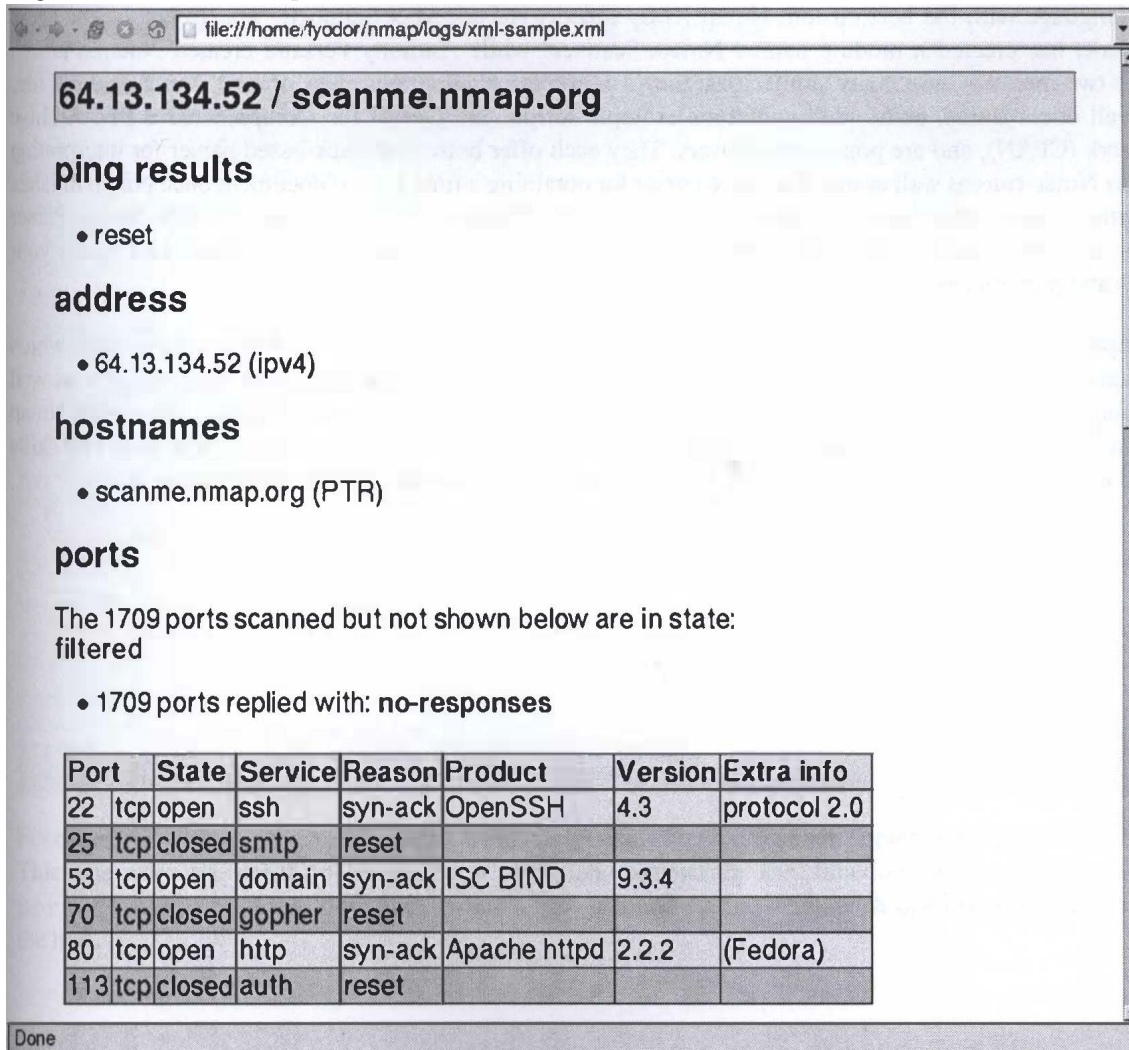 file:///home/fyodor/nmap/logs/xml-sample.xml
64.13.134.52 / scanme.nmap.org
ping results
• reset
address
• 64.13.134.52 (ipv4)
hostnames
• scanme.nmap.org (PTR)
ports
The 1709 ports scanned but not shown below are in state:
filtered
• 1709 ports replied with: no-responses
Port State Service Reason Product Version Extra info
22 tcp open ssh syn-ack OpenSSH 4.3 protocol 2.0
25 tcp closed smtp reset
53 tcp open domain syn-ack ISC BIND 9.3.4
70 tcp closed gopher reset
80 tcp open http syn-ack Apache httpd 2.2.2 (Fedora)
113 tcp closed auth reset
Done